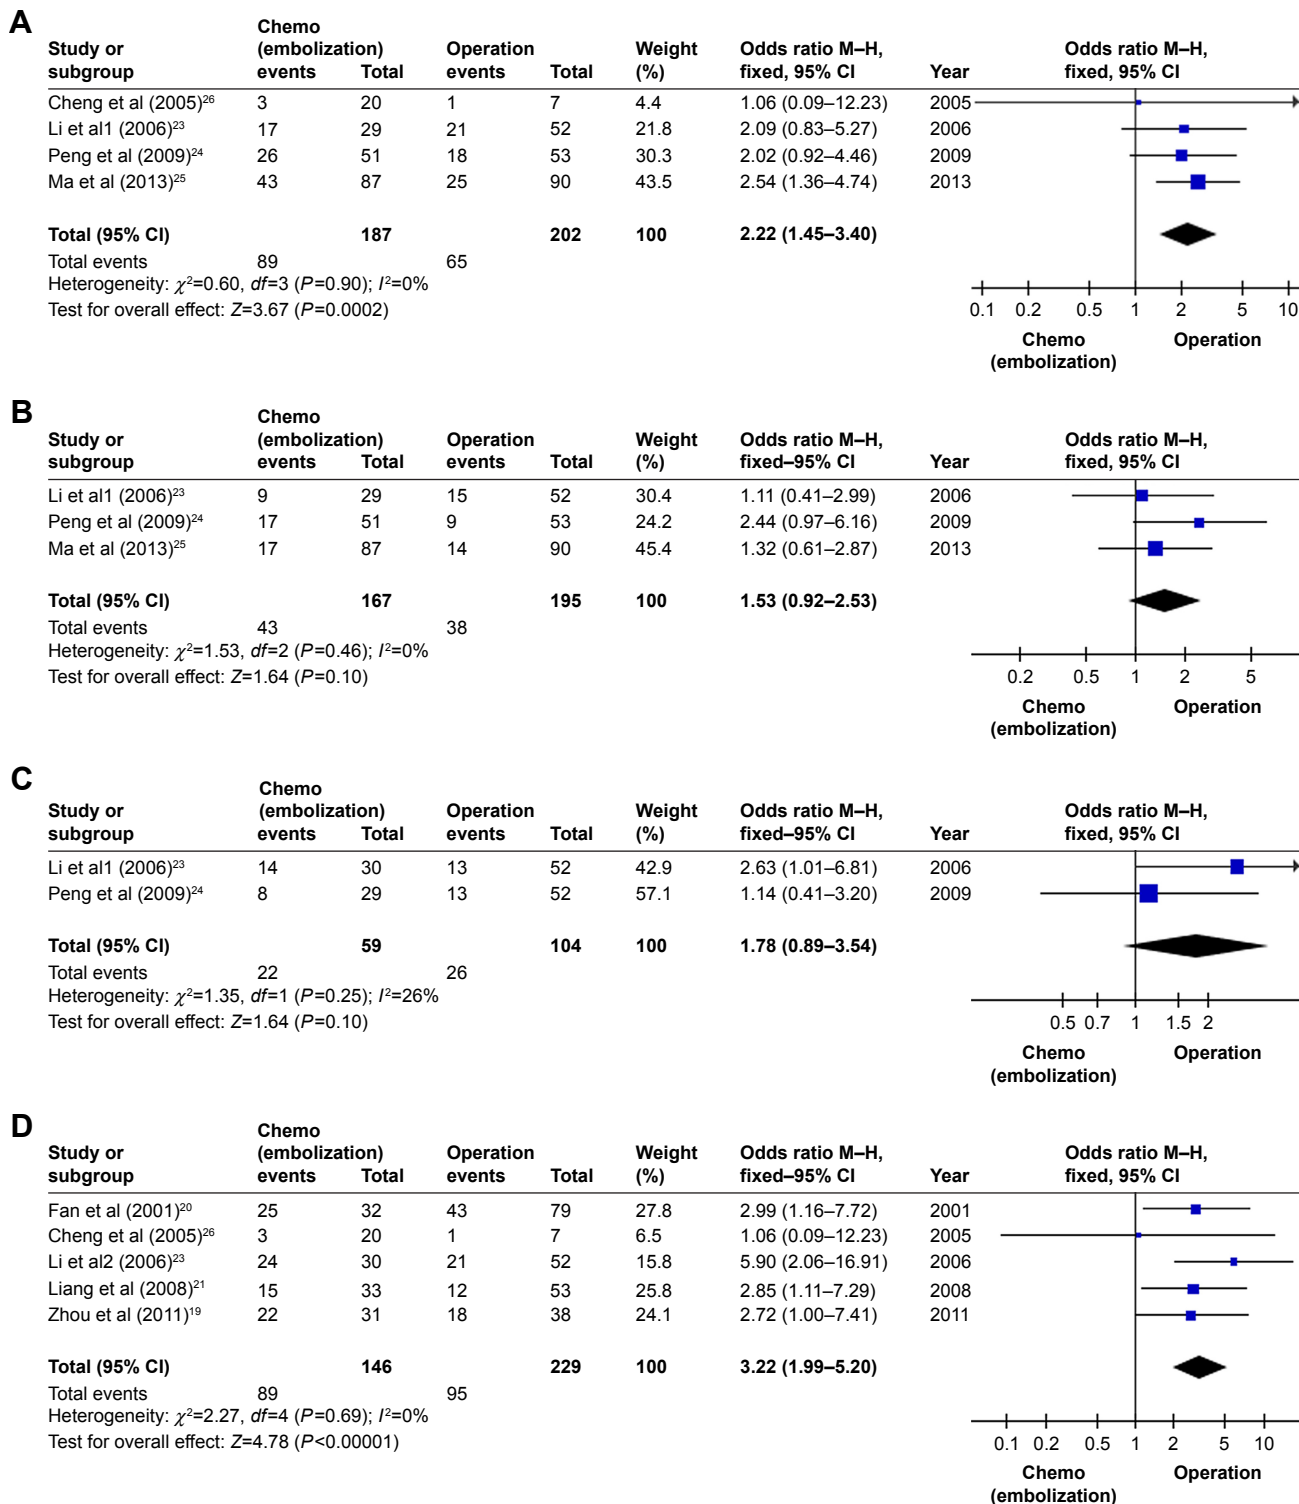 A
Chemo
Study or (embolization) Operation Weight Odds ratio M–H, Odds ratio M–H,
subgroup events Total events Total (%) fixed, 95% CI Year fixed, 95% CI
Cheng et al (2005)26 3 20 1 7 4.4 1.06 (0.09–12.23) 2005
Li et al1 (2006)23 17 29 21 52 21.8 2.09 (0.83–5.27) 2006
Peng et al (2009)24 26 51 18 53 30.3 2.02 (0.92–4.46) 2009
Ma et al (2013)25 43 87 25 90 43.5 2.54 (1.36–4.74) 2013
Total (95% CI) 187 202 100 2.22 (1.45–3.40)
Total events 89 65
Heterogeneity: χ2=0.60, df=3 (P=0.90); I2=0%
Test for overall effect: Z=3.67 (P=0.0002)
0.1 0.2 0.5 1 2 5 10
Chemo Operation
(embolization)
B
Chemo
Study or (embolization) Operation Weight Odds ratio M–H, Odds ratio M–H,
subgroup events Total events Total (%) fixed–95% CI Year fixed, 95% CI
Li et al1 (2006)23 9 29 15 52 30.4 1.11 (0.41–2.99) 2006
Peng et al (2009)24 17 51 9 53 24.2 2.44 (0.97–6.16) 2009
Ma et al (2013)25 17 87 14 90 45.4 1.32 (0.61–2.87) 2013
Total (95% CI) 167 195 100 1.53 (0.92–2.53)
Total events 43 38
Heterogeneity: χ2=1.53, df=2 (P=0.46); I2=0%
Test for overall effect: Z=1.64 (P=0.10)
0.2 0.5 1 2 5
Chemo Operation
(embolization)
C
Chemo
Study or (embolization) Operation Weight Odds ratio M–H, Odds ratio M–H,
subgroup events Total events Total (%) fixed–95% CI Year fixed, 95% CI
Li et al1 (2006)23 14 30 13 52 42.9 2.63 (1.01–6.81) 2006
Peng et al (2009)24 8 29 13 52 57.1 1.14 (0.41–3.20) 2009
Total (95% CI) 59 104 100 1.78 (0.89–3.54)
Total events 22 26
Heterogeneity: χ2=1.35, df=1 (P=0.25); I2=26%
Test for overall effect: Z=1.64 (P=0.10)
0.5 0.7 1 1.5 2
Chemo Operation
(embolization)
D
Chemo
Study or (embolization) Operation Weight Odds ratio M–H, Odds ratio M–H,
subgroup events Total events Total (%) fixed–95% CI Year fixed, 95% CI
Fan et al (2001)20 25 32 43 79 27.8 2.99 (1.16–7.72) 2001
Cheng et al (2005)26 3 20 1 7 6.5 1.06 (0.09–12.23) 2005
Li et al2 (2006)23 24 30 21 52 15.8 5.90 (2.06–16.91) 2006
Liang et al (2008)21 15 33 12 53 25.8 2.85 (1.11–7.29) 2008
Zhou et al (2011)19 22 31 18 38 24.1 2.72 (1.00–7.41) 2011
Total (95% CI) 146 229 100 3.22 (1.99–5.20)
Total events 89 95
Heterogeneity: χ2=2.27, df=4 (P=0.69); I2=0%
Test for overall effect: Z=4.78 (P<0.00001)
0.1 0.2 0.5 1 2 5 10
Chemo Operation
(embolization)